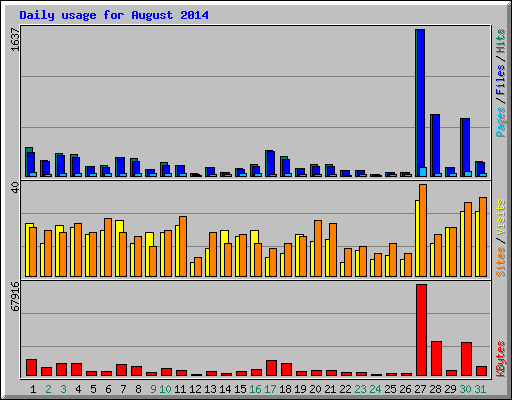 Daily usage for August 2014
1637
Pages / Files / Hits
40
Sites / Visits
67916
KBytes
1 2 3 4 5 6 7 8 9 10 11 12 13 14 15 16 17 18 19 20 21 22 23 24 25 26 27 28 29 30 31